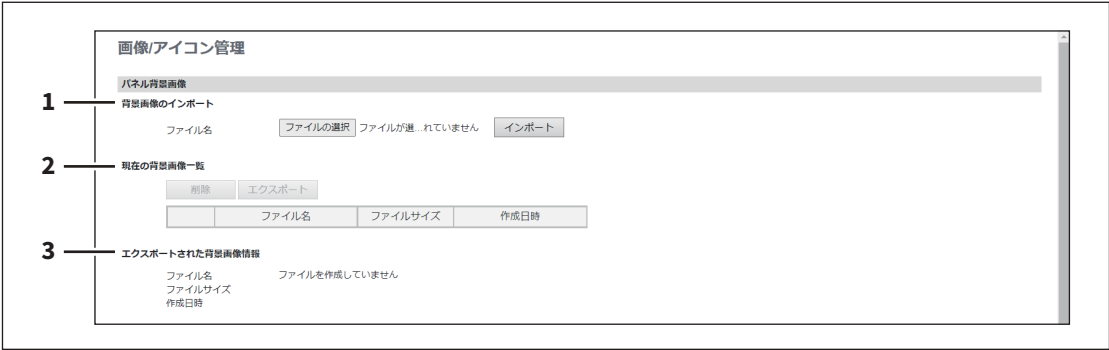 画像/アイコン管理
パネル背景画像
1 背景画像のインポート
ファイル名 ファイルの選択 ファイルが選...れていません インポート
2 現在の背景画像一覧
削除 エクスポート
ファイル名 ファイルサイズ 作成日時
3 エクスポートされた背景画像情報
ファイル名 ファイルを作成していません
ファイルサイズ
作成日時